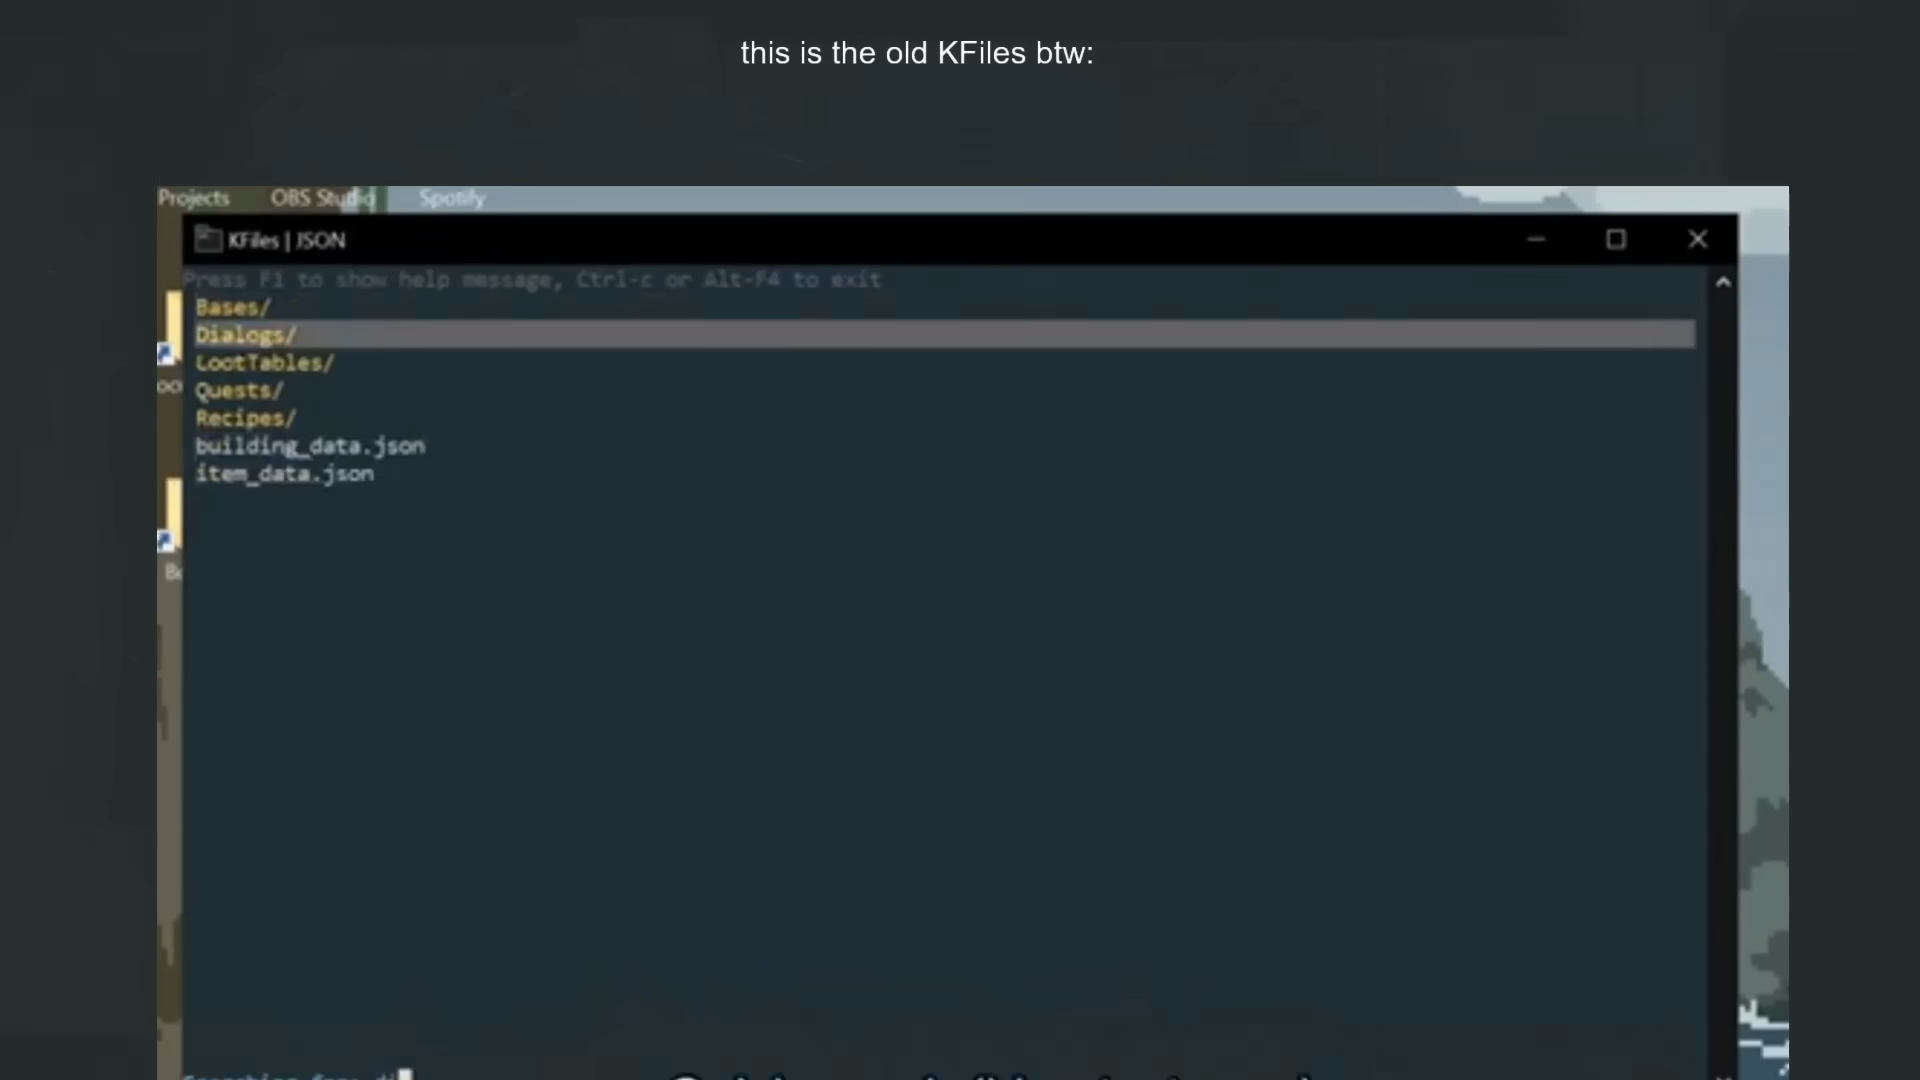 this is the old KFiles btw:
Projects OBS Studio Spotify
KFiles | JSON
Press F1 to show help message, Ctrl-c or Alt-F4 to exit
Bases/
Dialogs/
LootTables/
Quests/
Recipes/
building_data.json
item_data.json